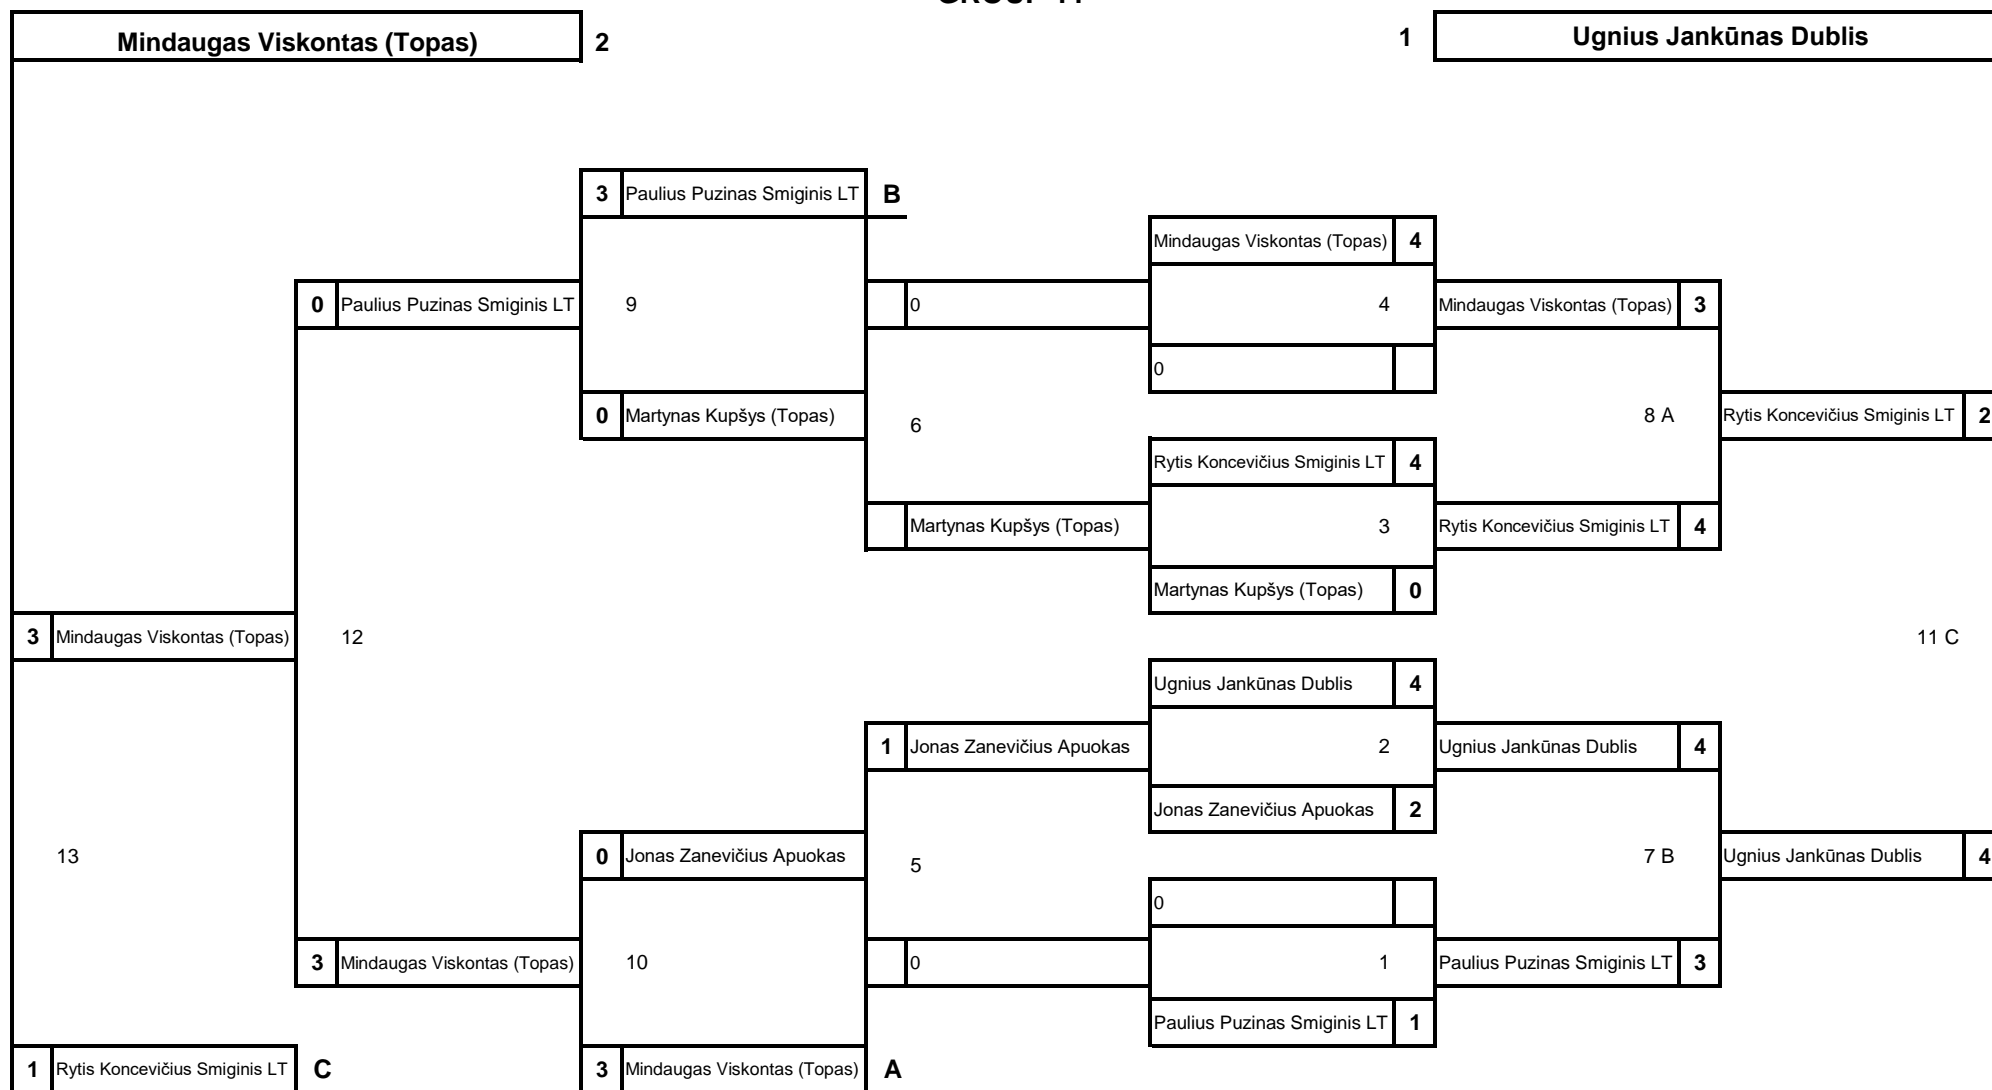 Mindaugas Viskontas (Topas) 2 1 Ugnius Jankūnas Dublis
3 Paulius Puzinas Smiginis LT B
Mindaugas Viskontas (Topas) 4
0 Paulius Puzinas Smiginis LT 9 0 4 Mindaugas Viskontas (Topas) 3
0
0 Martynas Kupšys (Topas) 6 8 A Rytis Koncevičius Smiginis LT 2
Rytis Koncevičius Smiginis LT 4
Martynas Kupšys (Topas) 3 Rytis Koncevičius Smiginis LT 4
Martynas Kupšys (Topas) 0
3 Mindaugas Viskontas (Topas) 12 11 C
Ugnius Jankūnas Dublis 4
1 Jonas Zanevičius Apuokas 2 Ugnius Jankūnas Dublis 4
Jonas Zanevičius Apuokas 2
13 0 Jonas Zanevičius Apuokas 5 7 B Ugnius Jankūnas Dublis 4
0
3 Mindaugas Viskontas (Topas) 10 0 1 Paulius Puzinas Smiginis LT 3
Paulius Puzinas Smiginis LT 1
1 Rytis Koncevičius Smiginis LT C 3 Mindaugas Viskontas (Topas) A